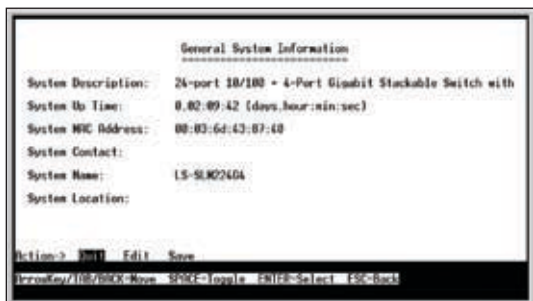 General System Information
System Description: 24-port 10/100 + 4-Port Gigabit Stackable Switch with
System Up Time: 0.02:09:42 (days.hour:min:sec)
System MAC Address: 00:03:6d:43:07:40
System Contact:
System Name: LS-SLM224G4
System Location:
Action-> Quit Edit Save
ArrowKey/TAB/BACK-Move SPACE-Toggle ENTER-Select ESC-Back